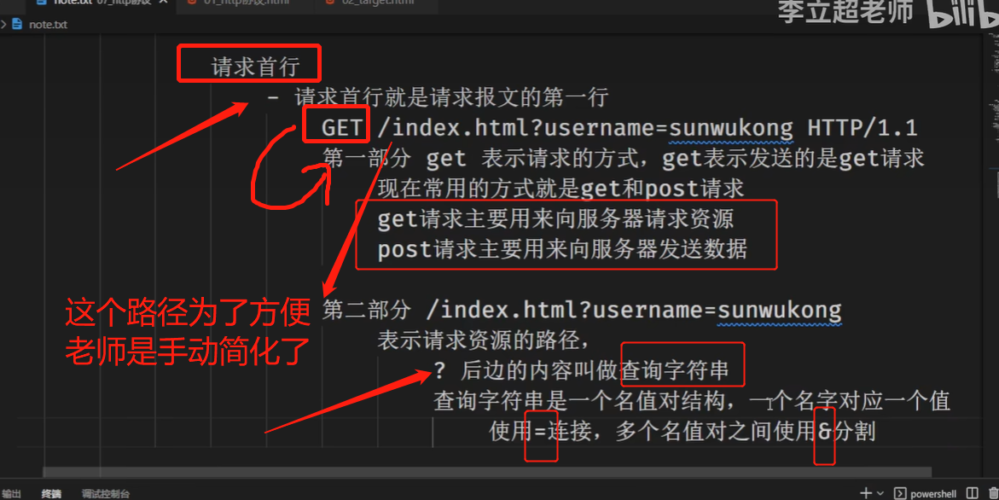 note.txt 07_http协议
01_http协议.html
02_target.html
李立超老师
bilib
note.txt
请求首行
- 请求首行就是请求报文的第一行
GET /index.html?username=sunwukong HTTP/1.1
第一部分 get 表示请求的方式，get表示发送的是get请求
现在常用的方式就是get和post请求
get请求主要用来向服务器请求资源
post请求主要用来向服务器发送数据
这个路径为了方便
老师是手动简化了
第二部分 /index.html?username=sunwukong
表示请求资源的路径，
? 后边的内容叫做查询字符串
查询字符串是一个名值对结构，一个名字对应一个值
使用=连接，多个名值对之间使用&分割
输出 终端 调试控制台
powershell